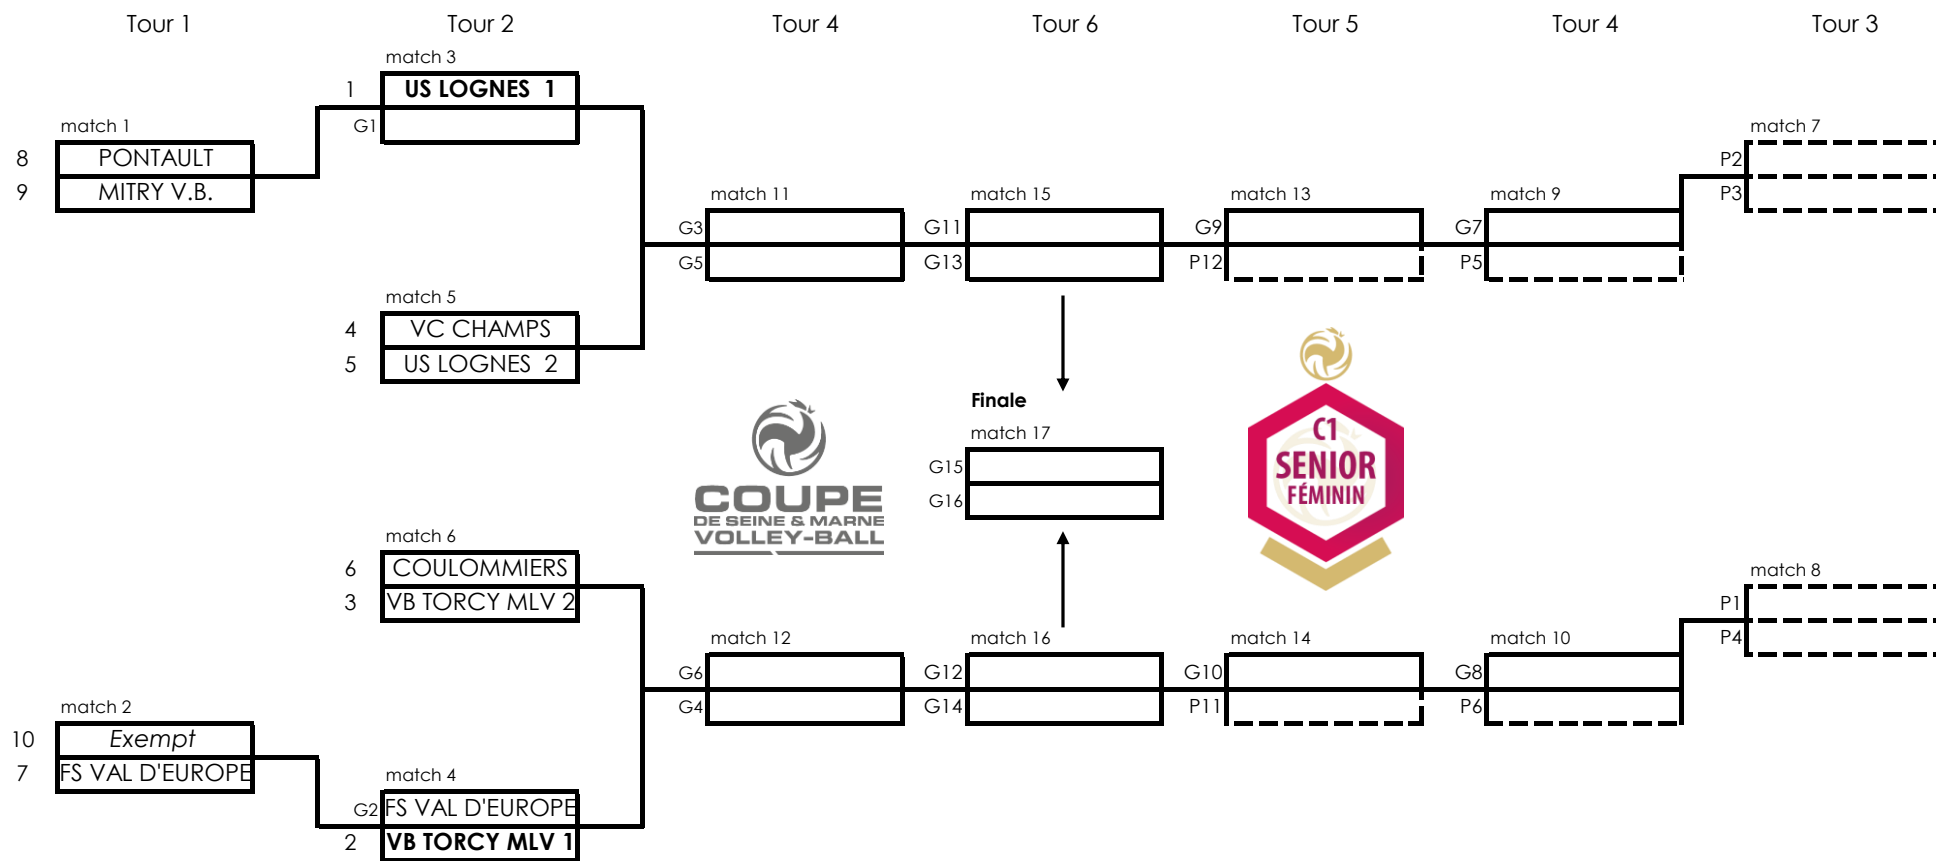 Tour 1 Tour 2 Tour 4 Tour 6 Tour 5 Tour 4 Tour 3
match 3
1 US LOGNES 1
G1
match 1
8 PONTAULT
9 MITRY V.B.
match 7
P2
P3
match 11 match 15 match 13 match 9
G3 G11 G9 G7
G5 G13 P12 P5
match 5
4 VC CHAMPS
5 US LOGNES 2
Finale
match 17
G15
G16
COUPE
DE SEINE & MARNE
VOLLEY-BALL
C1
SENIOR
FÉMININ
match 6
6 COULOMMIERS
3 VB TORCY MLV 2
match 8
P1
P4
match 12 match 16 match 14 match 10
G6 G12 G10 G8
G4 G14 P11 P6
match 2
10 Exempt
7 FS VAL D'EUROPE
match 4
G2 FS VAL D'EUROPE
2 VB TORCY MLV 1